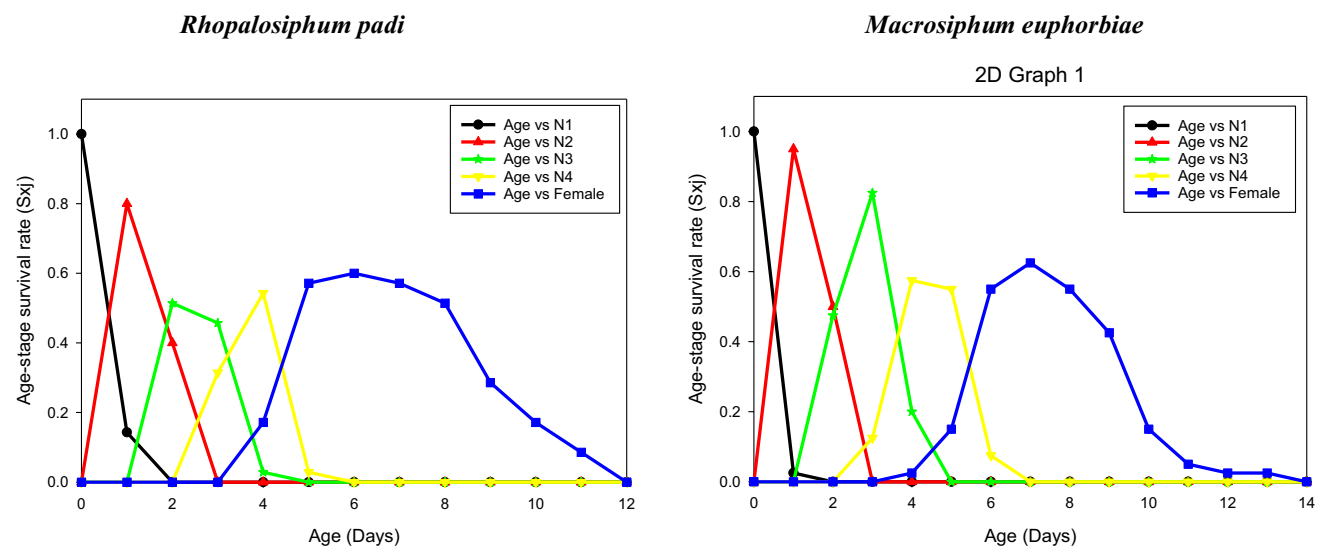 Rhopalosiphum padi
Age-stage survival rate (Sxj)
1.0
0.8
0.6
0.4
0.2
0.0
Age vs N1
Age vs N2
Age vs N3
Age vs N4
Age vs Female
0 2 4 6 8 10 12
Age (Days)
Macrosiphum euphorbiae
2D Graph 1
Age-stage survival rate (Sxj)
1.0
0.8
0.6
0.4
0.2
0.0
Age vs N1
Age vs N2
Age vs N3
Age vs N4
Age vs Female
0 2 4 6 8 10 12 14
Age (Days)